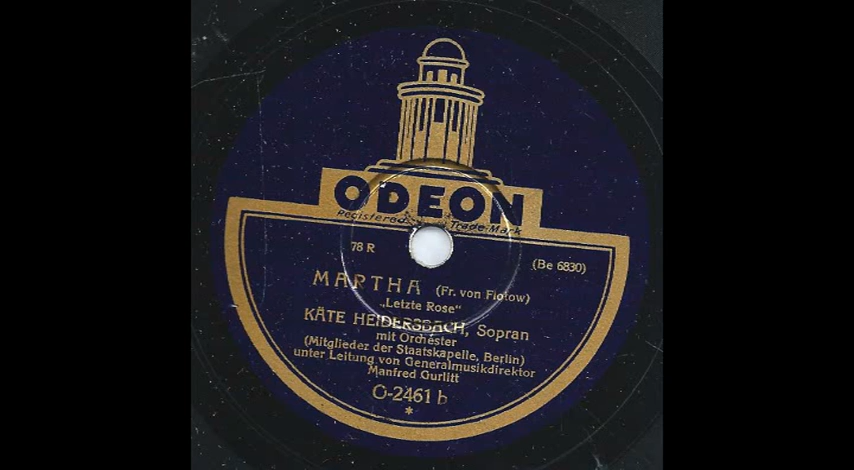 ODEON
Registered Trade Mark
78 R
(Be 6830)
MARTHA (Fr. von Flotow)
„Letzte Rose“
KÄTE HEIDERSBACH, Sopran
mit Orchester
(Mitglieder der Staatskapelle, Berlin)
unter Leitung von Generalmusikdirektor
Manfred Gurlitt
O-2461 b
*